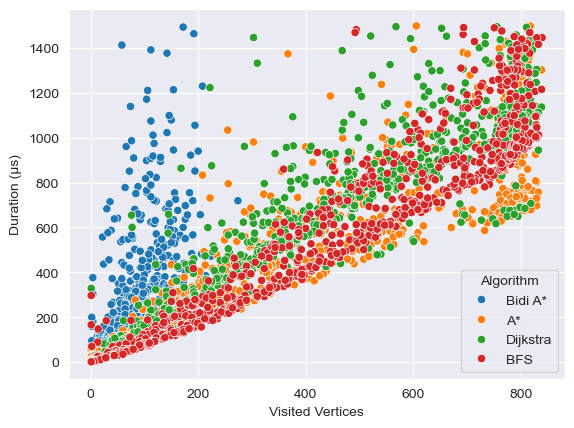 1400
1200
1000
800
600
400
200
0
Duration (µs)
0 200 400 600 800
Visited Vertices
Algorithm
Bidi A*
A*
Dijkstra
BFS